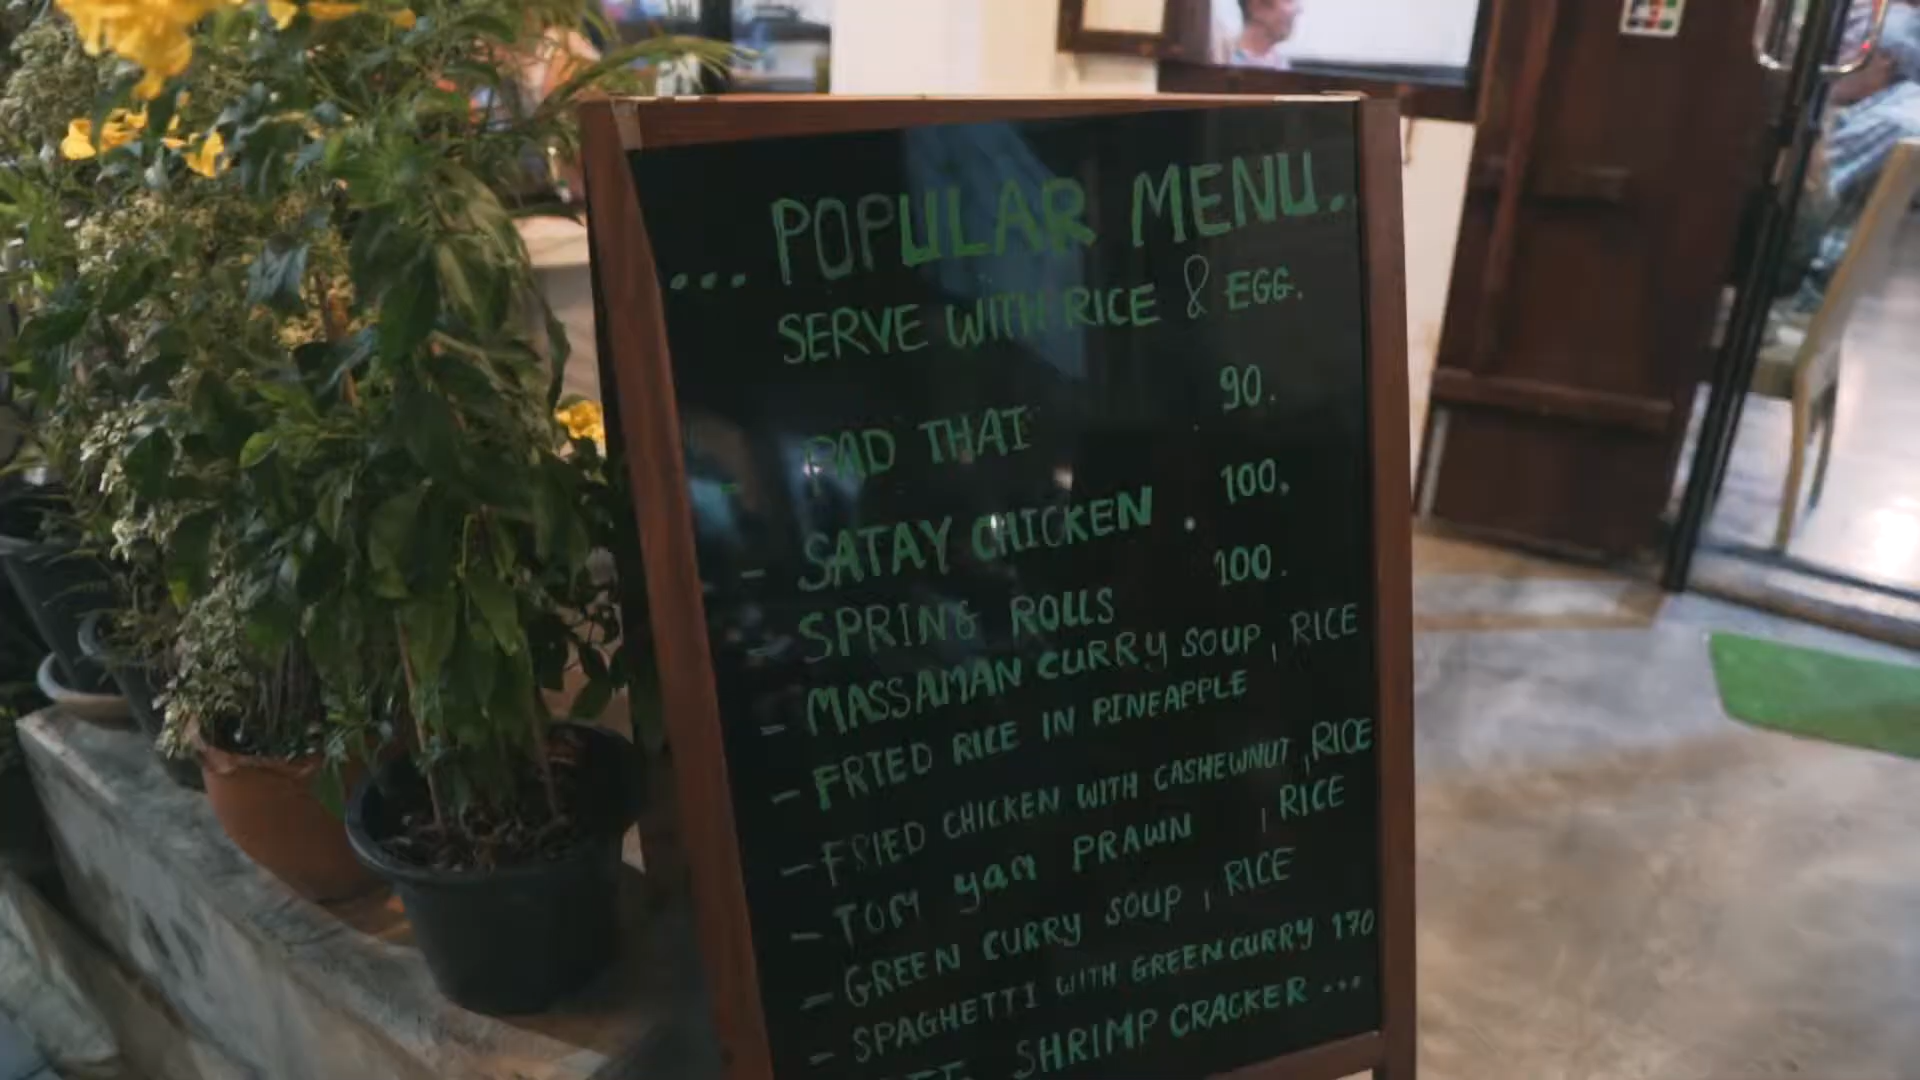 ... POPULAR MENU..
SERVE WITH RICE & EGG.
- PAD THAI . 90.
- SATAY CHICKEN . 100.
SPRING ROLLS 100.
- MASSAMAN CURRY SOUP, RICE
- FRIED RICE IN PINEAPPLE
- FRIED CHICKEN WITH CASHEWNUT, RICE
- TOM yam PRAWN , RICE
- GREEN CURRY SOUP, RICE
- SPAGHETTI WITH GREEN CURRY 170
SHRIMP CRACKER ...